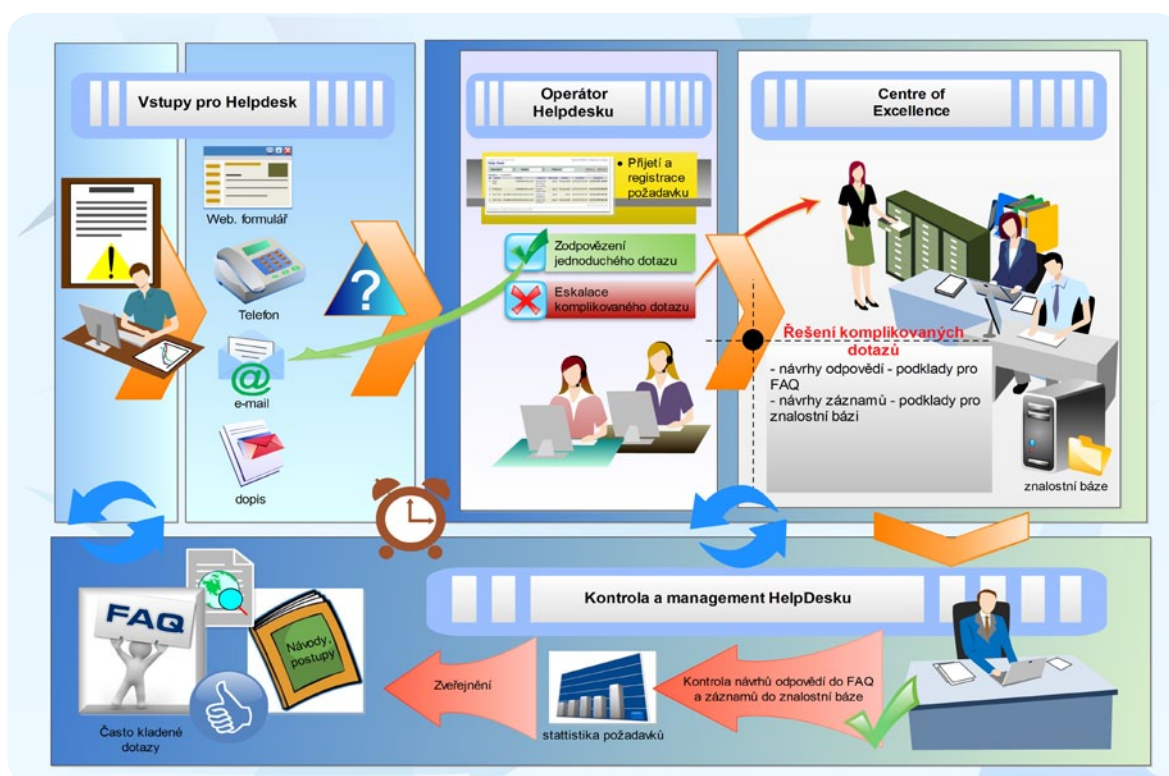 Vstupy pro Helpdesk
Web. formulář
Telefon
e-mail
dopis
Operátor
Helpdesku
• Přijetí a
registrace
požadavku
Zodpovězení
jednoduchého dotazu
Eskalace
komplikovaného dotazu
?
Centre of
Excellence
Řešení komplikovaných
dotazů
- návrhy odpovědí - podklady pro
FAQ
- návrhy záznamů - podklady pro
znalostní bázi
znalostní báze
Kontrola a management HelpDesku
Kontrola návrhů odpovědí do FAQ
a záznamů do znalostní báze
stattistika požadavků
Zveřejnění
Návody,
postupy
FAQ
Často kladené
dotazy